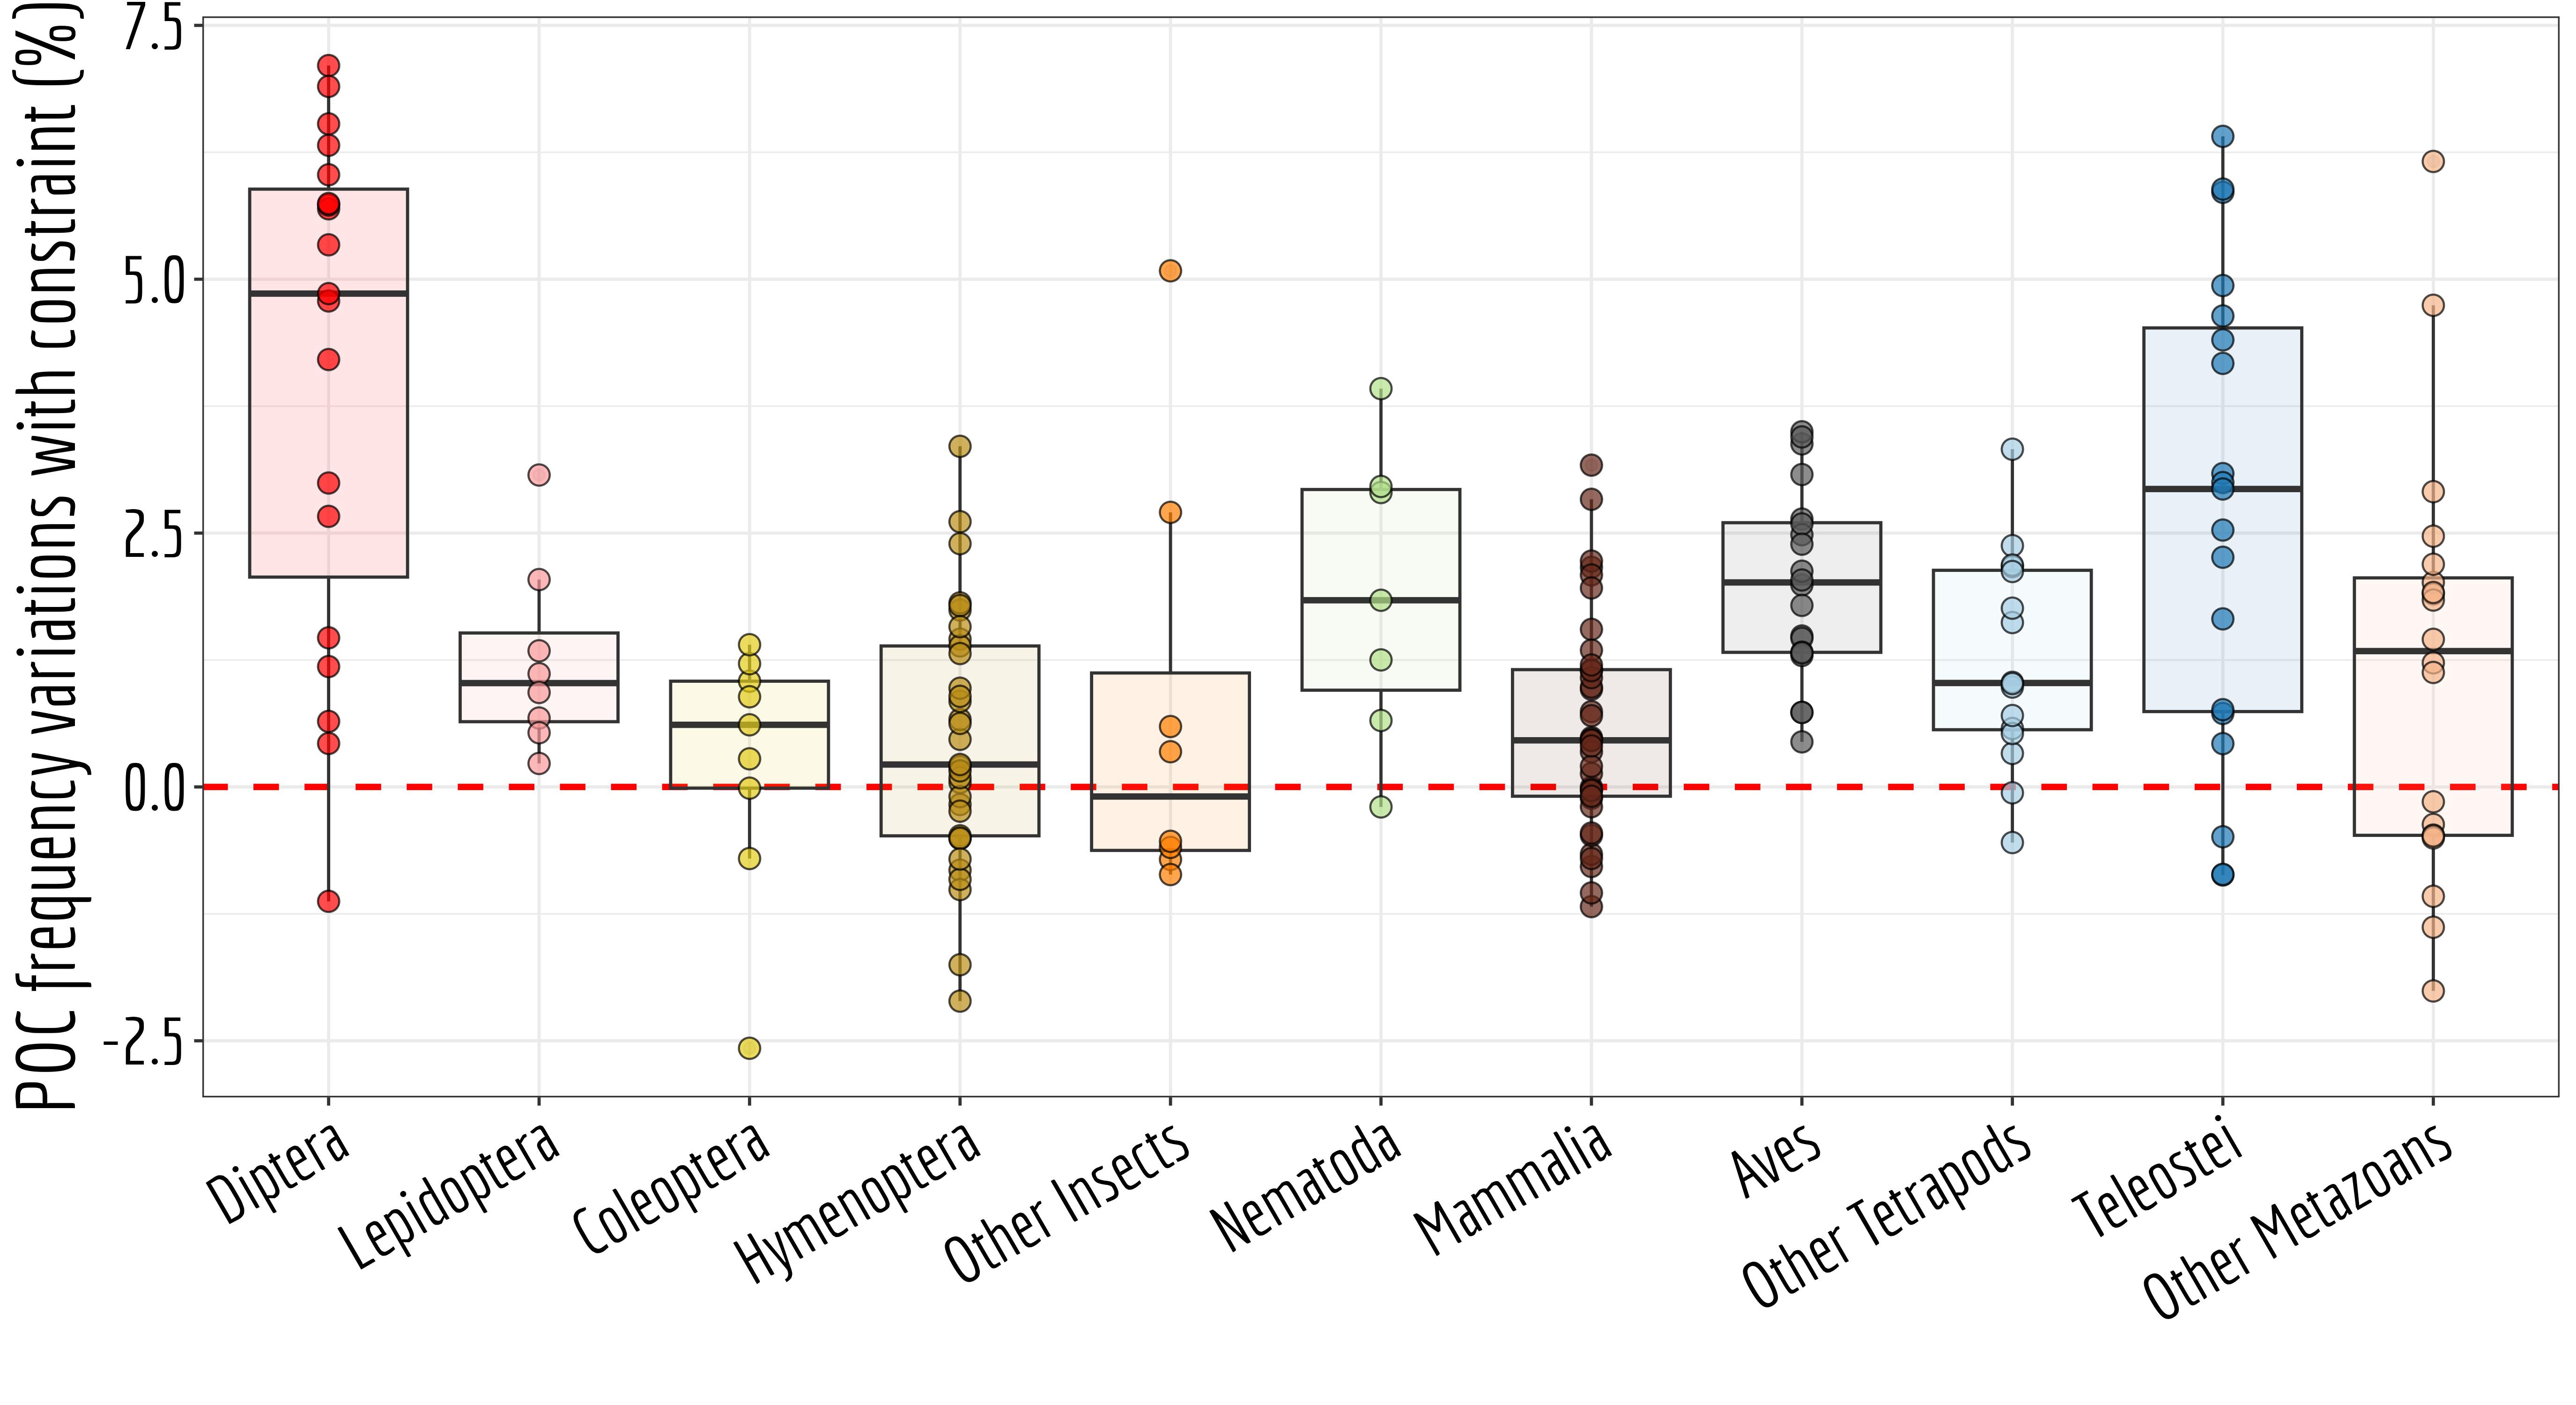 POC frequency variations with constraint (%)
7.5
5.0
2.5
0.0
-2.5
Diptera
Lepidoptera
Coleoptera
Hymenoptera
Other Insects
Nematoda
Mammalia
Aves
Other Tetrapods
Teleostei
Other Metazoans